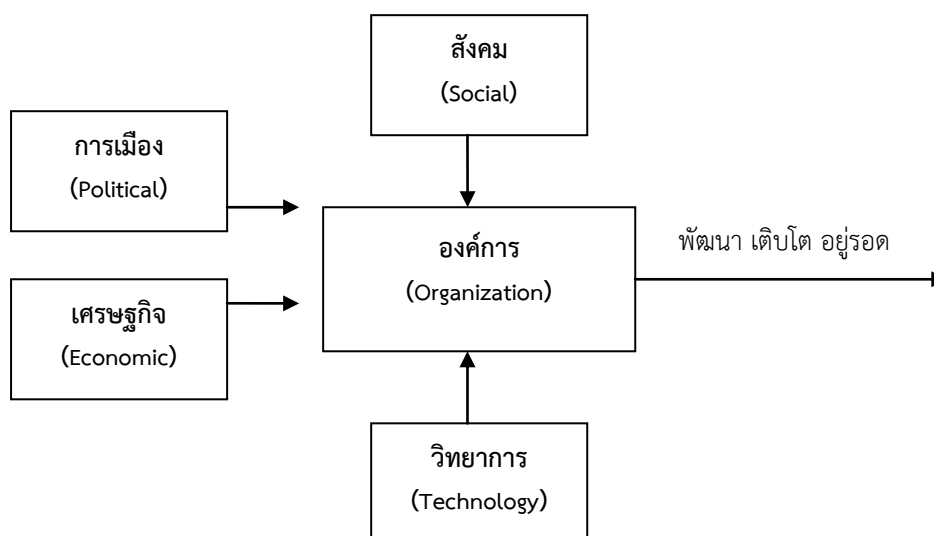 สังคม
(Social)
การเมือง
(Political)
องค์การ
(Organization)
พัฒนา เติบโต อยู่รอด
เศรษฐกิจ
(Economic)
วิทยาการ
(Technology)